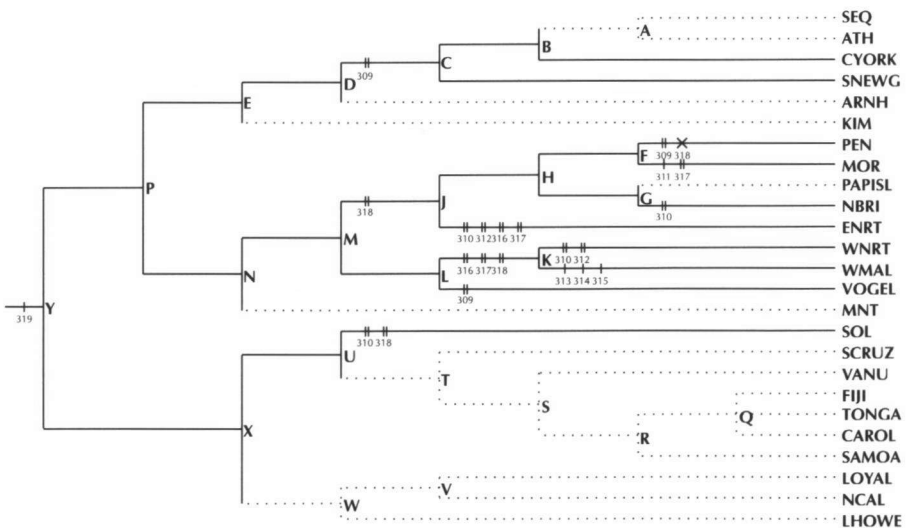 SEQ
A
ATH
B
CYORK
C
309
SNEWG
D
E
ARNH
KIM
PEN
F
309 318
MOR
311 317
H
PAPISL
P
G
NBRI
310
318
J
ENRT
310 312 316 317
M
WNRT
K
310 312
WMAL
316 317 318
313 314 315
N
L
VOGEL
309
MNT
319
Y
SOL
310 318
U
SCRUZ
T
VANU
S
FIJI
Q
TONGA
X
R
CAROL
SAMOA
LOYAL
V
NCAL
W
LHOWE